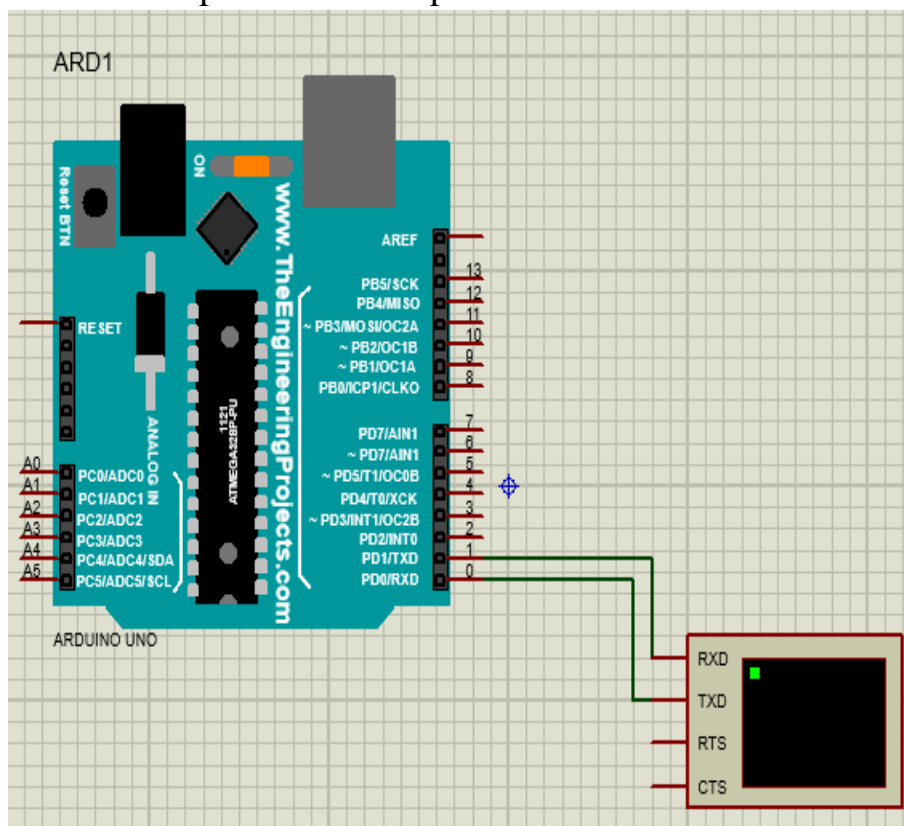 ARD1
Reset BTN
ON
www.TheEngineeringProjects.com
1121
ATMEGA328P-PU
ANALOG IN
RESET
A0 PC0/ADC0
A1 PC1/ADC1
A2 PC2/ADC2
A3 PC3/ADC3
A4 PC4/ADC4/SDA
A5 PC5/ADC5/SCL
AREF
PB5/SCK 13
PB4/MISO 12
~ PB3/MOSI/OC2A 11
~ PB2/OC1B 10
~ PB1/OC1A 9
PB0/ICP1/CLKO 8
PD7/AIN1 7
~ PD7/AIN1 6
~ PD5/T1/OC0B 5
PD4/T0/XCK 4
~ PD3/INT1/OC2B 3
PD2/INT0 2
PD1/TXD 1
PD0/RXD 0
ARDUINO UNO
RXD
TXD
RTS
CTS